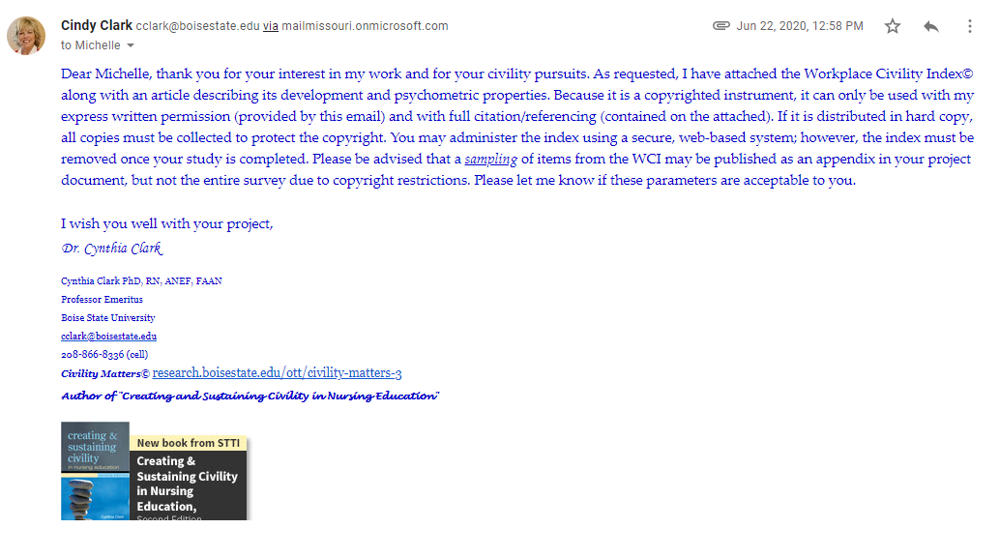 Cindy Clark cclark@boisestate.edu via mailmissouri.onmicrosoft.com Jun 22, 2020, 12:58 PM
to Michelle
Dear Michelle, thank you for your interest in my work and for your civility pursuits. As requested, I have attached the Workplace Civility Index©
along with an article describing its development and psychometric properties. Because it is a copyrighted instrument, it can only be used with my
express written permission (provided by this email) and with full citation/referencing (contained on the attached). If it is distributed in hard copy,
all copies must be collected to protect the copyright. You may administer the index using a secure, web-based system; however, the index must be
removed once your study is completed. Please be advised that a sampling of items from the WCI may be published as an appendix in your project
document, but not the entire survey due to copyright restrictions. Please let me know if these parameters are acceptable to you.
I wish you well with your project,
Dr. Cynthia Clark
Cynthia Clark PhD, RN, ANEF, FAAN
Professor Emeritus
Boise State University
cclark@boisestate.edu
208-866-8336 (cell)
Civility Matters© research.boisestate.edu/ott/civility-matters-3
Author of "Creating and Sustaining Civility in Nursing Education"
creating &
sustaining
civility
in nursing education
Cynthia Clark
New book from STTI
Creating &
Sustaining Civility
in Nursing
Education,
Second Edition